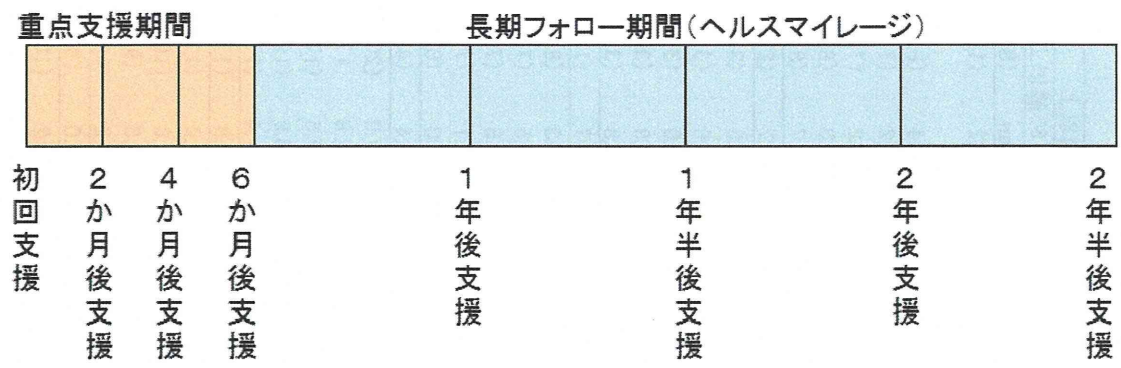 重点支援期間
長期フォロー期間(ヘルスマイレージ)
初回支援
2か月後支援
4か月後支援
6か月後支援
1年後支援
1年半後支援
2年後支援
2年半後支援